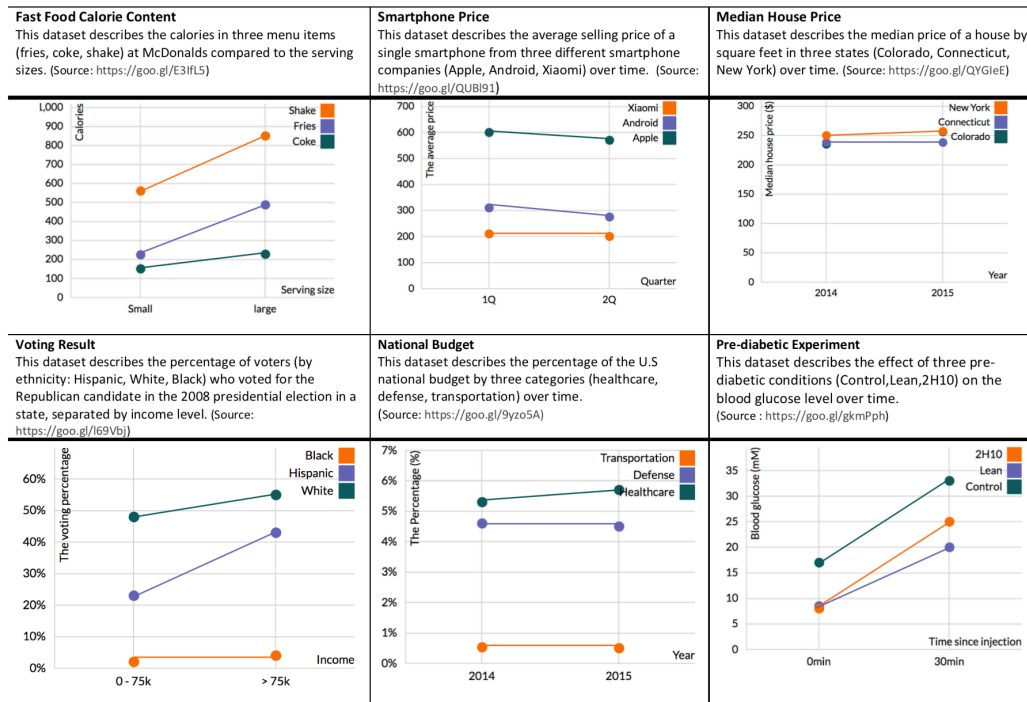 Fast Food Calorie Content
This dataset describes the calories in three menu items
(fries, coke, shake) at McDonalds compared to the serving
sizes. (Source: https://goo.gl/E3IfL5)
Smartphone Price
This dataset describes the average selling price of a
single smartphone from three different smartphone
companies (Apple, Android, Xiaomi) over time. (Source:
https://goo.gl/QUBl91)
Median House Price
This dataset describes the median price of a house by
square feet in three states (Colorado, Connecticut,
New York) over time. (Source: https://goo.gl/QYGIeE)
1,000
900
800
700
600
500
400
300
200
100
0
Calories
Shake
Fries
Coke
Serving size
Small
large
700
600
500
400
300
200
100
0
The average price
Xiaomi
Android
Apple
Quarter
1Q
2Q
300
250
200
150
100
50
0
Median house price ($)
New York
Connecticut
Colorado
Year
2014
2015
Voting Result
This dataset describes the percentage of voters (by
ethnicity: Hispanic, White, Black) who voted for the
Republican candidate in the 2008 presidential election in a
state, separated by income level. (Source:
https://goo.gl/l69Vbj)
National Budget
This dataset describes the percentage of the U.S
national budget by three categories (healthcare,
defense, transportation) over time.
(Source: https://goo.gl/9yzo5A)
Pre-diabetic Experiment
This dataset describes the effect of three pre-
diabetic conditions (Control,Lean,2H10) on the
blood glucose level over time.
(Source : https://goo.gl/gkmPph)
60%
50%
40%
30%
20%
10%
0%
The voting percentage
Black
Hispanic
White
Income
0 - 75k
> 75k
7%
6%
5%
4%
3%
2%
1%
0%
The Percentage (%)
Transportation
Defense
Healthcare
Year
2014
2015
35
30
25
20
15
10
5
0
Blood glucose (mM)
2H10
Lean
Control
Time since injection
0min
30min